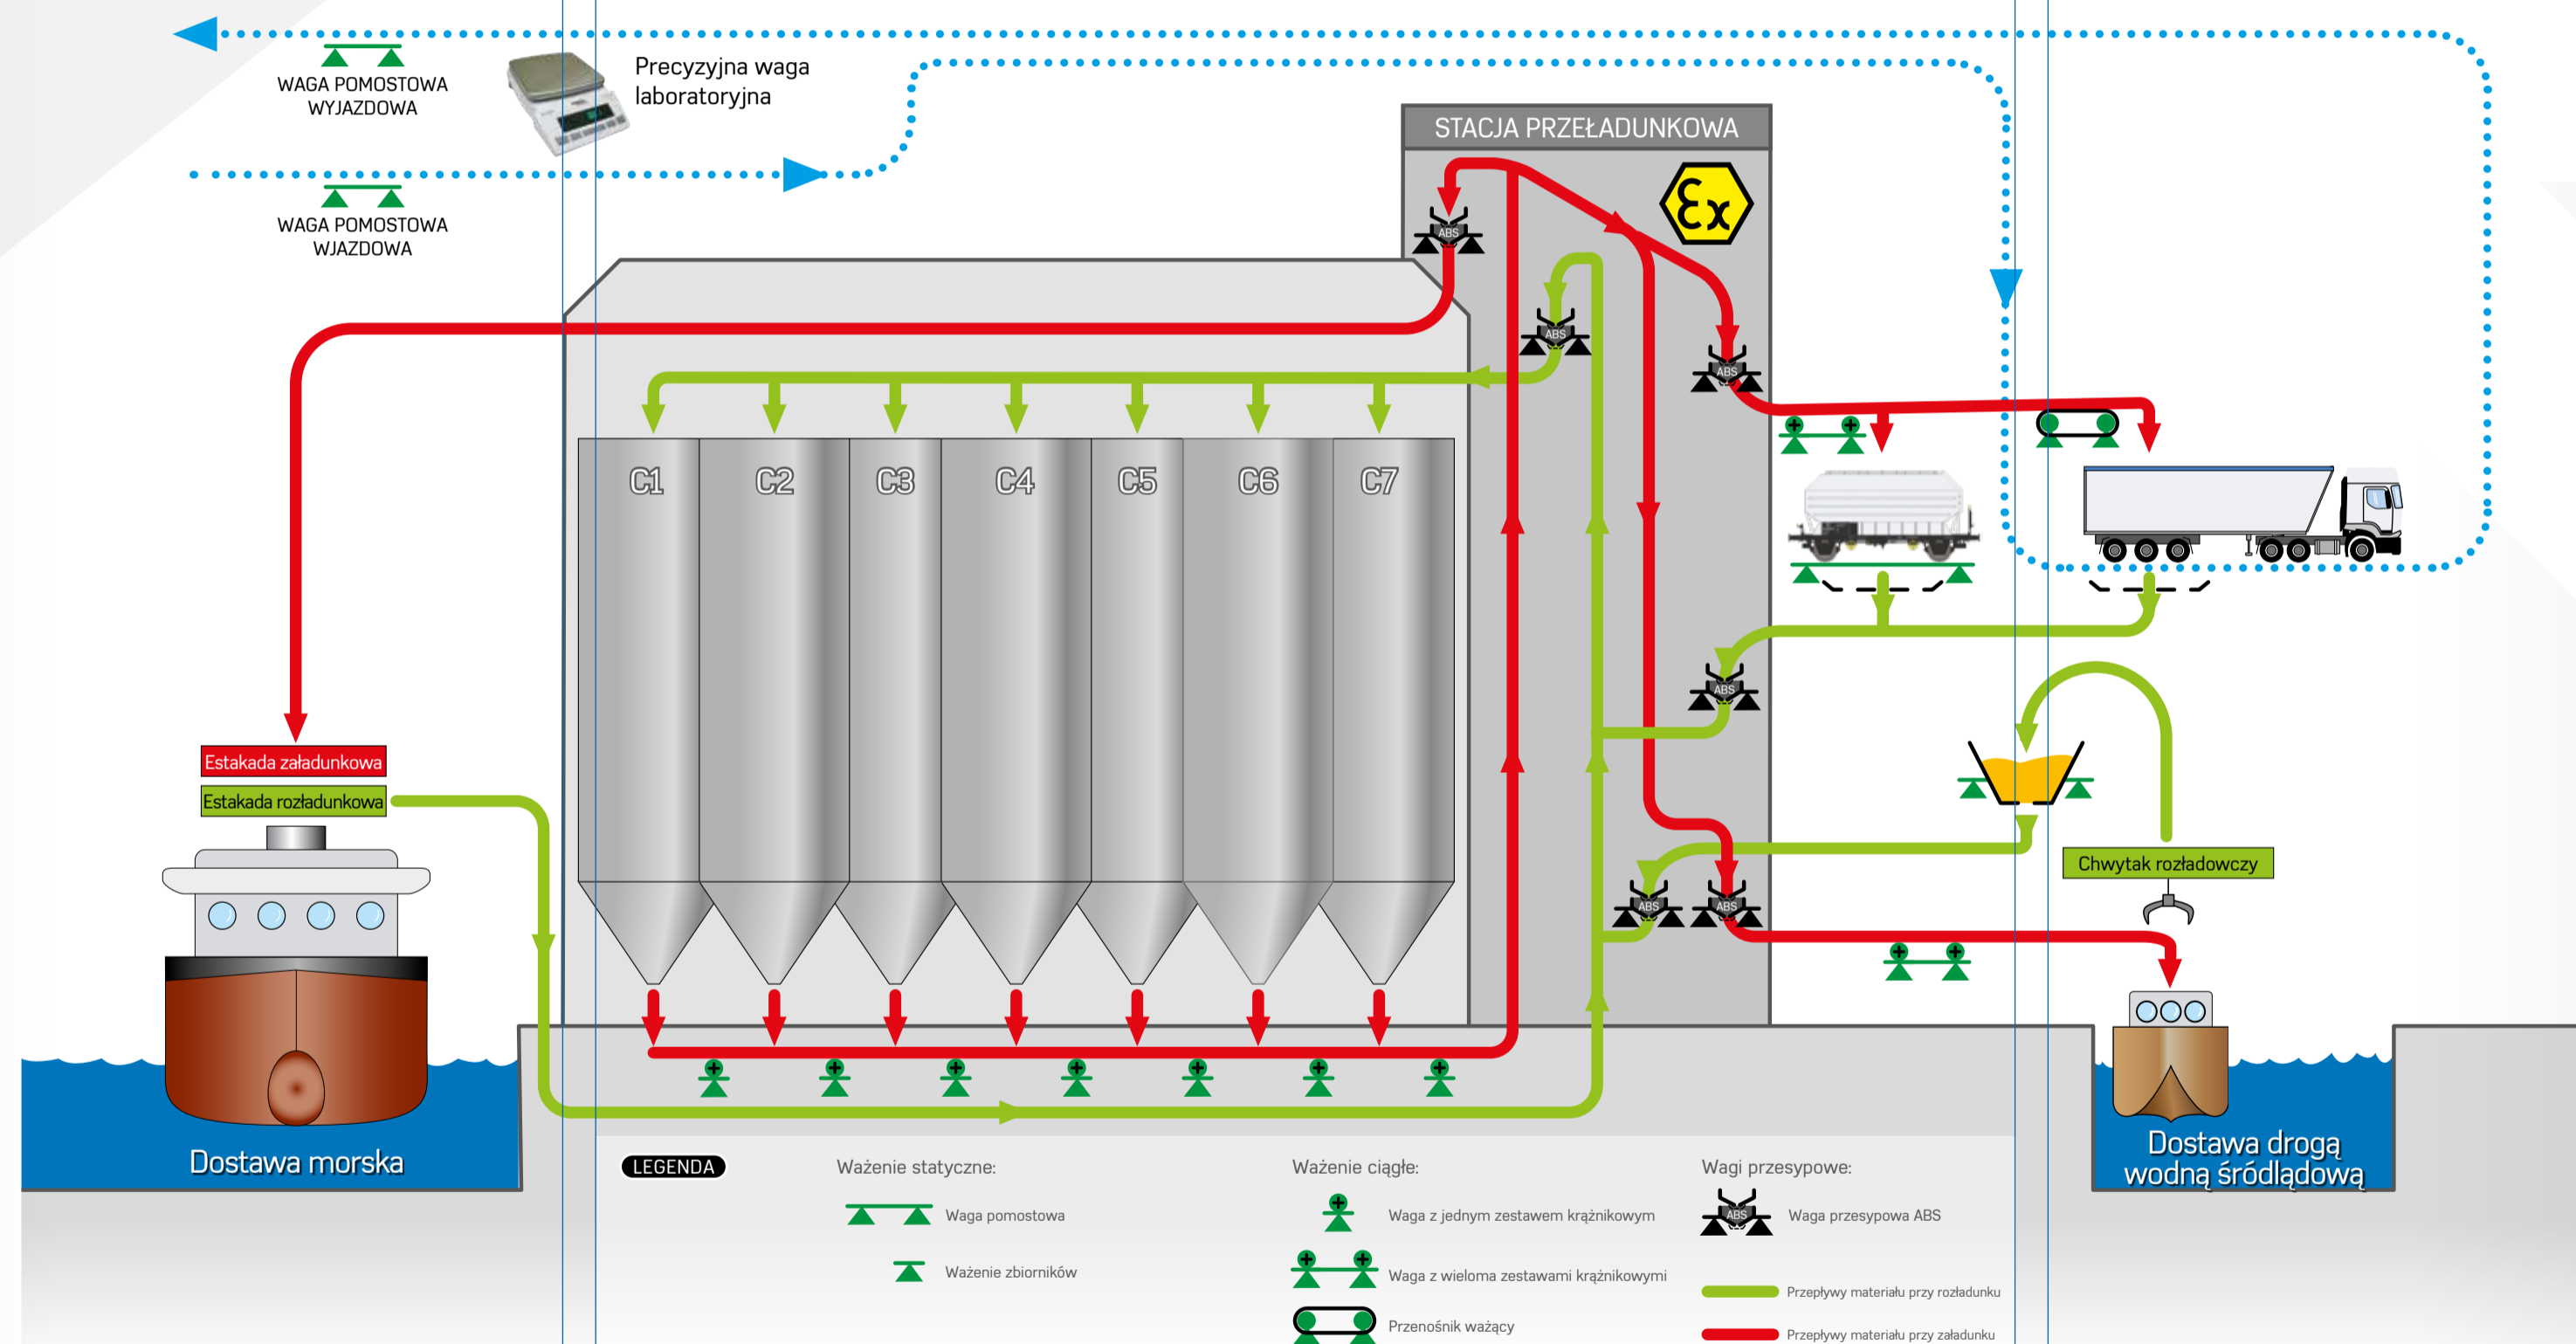 WAGA POMOSTOWA
WYJAZDOWA
Precyzyjna waga
laboratoryjna
WAGA POMOSTOWA
WJAZDOWA
STACJA PRZEŁADUNKOWA
Ex
ABS
ABS
ABS
C1 C2 C3 C4 C5 C6 C7
ABS
Estakada załadunkowa
Estakada rozładunkowa
Chwytak rozładowczy
ABS ABS
Dostawa morska
Dostawa drogą
wodną śródlądową
LEGENDA
Ważenie statyczne:
Waga pomostowa
Ważenie zbiorników
Ważenie ciągłe:
Waga z jednym zestawem krążnikowym
Waga z wieloma zestawami krążnikowymi
Przenośnik ważący
Wagi przesypowe:
ABS
Waga przesypowa ABS
Przepływy materiału przy rozładunku
Przepływy materiału przy załadunku